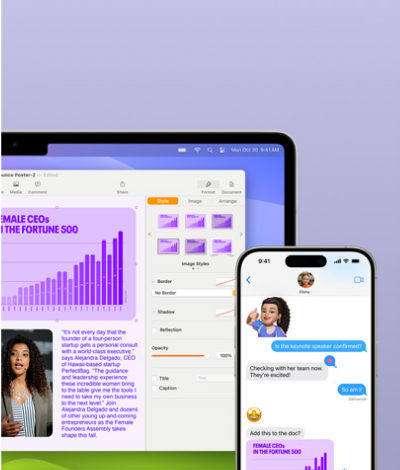 Mon Oct 30 9:41 AM
ounce Poster-2 — Edited
Media
Comment
Share
Format
Document
EMALE CEOs
N THE FORTUNE 500
Style
Image
Arrange
Image Styles
Border
No Border
Shadow
Reflection
Opacity
100%
Title
Caption
"It's not every day that the
founder of a four-person
startup gets a personal consult
with a world-class executive,"
says Alejandra Delgado, CEO
of Hawaii-based startup
PerfectBag. "The guidance
and leadership experience
these incredible women bring
to the table give me the tools I
need to take my own business
to the next level." Join
Alejandra Delgado and dozens
of other young up-and-coming
entrepreneurs as the Female
Founders Assembly takes
shape this fall.
9:41
Is the keynote speaker confirmed?
Checking with her team now.
They're excited!
So am I!
Delivered
Add this to the doc?
FEMALE CEOs
IN THE FORTUNE 500